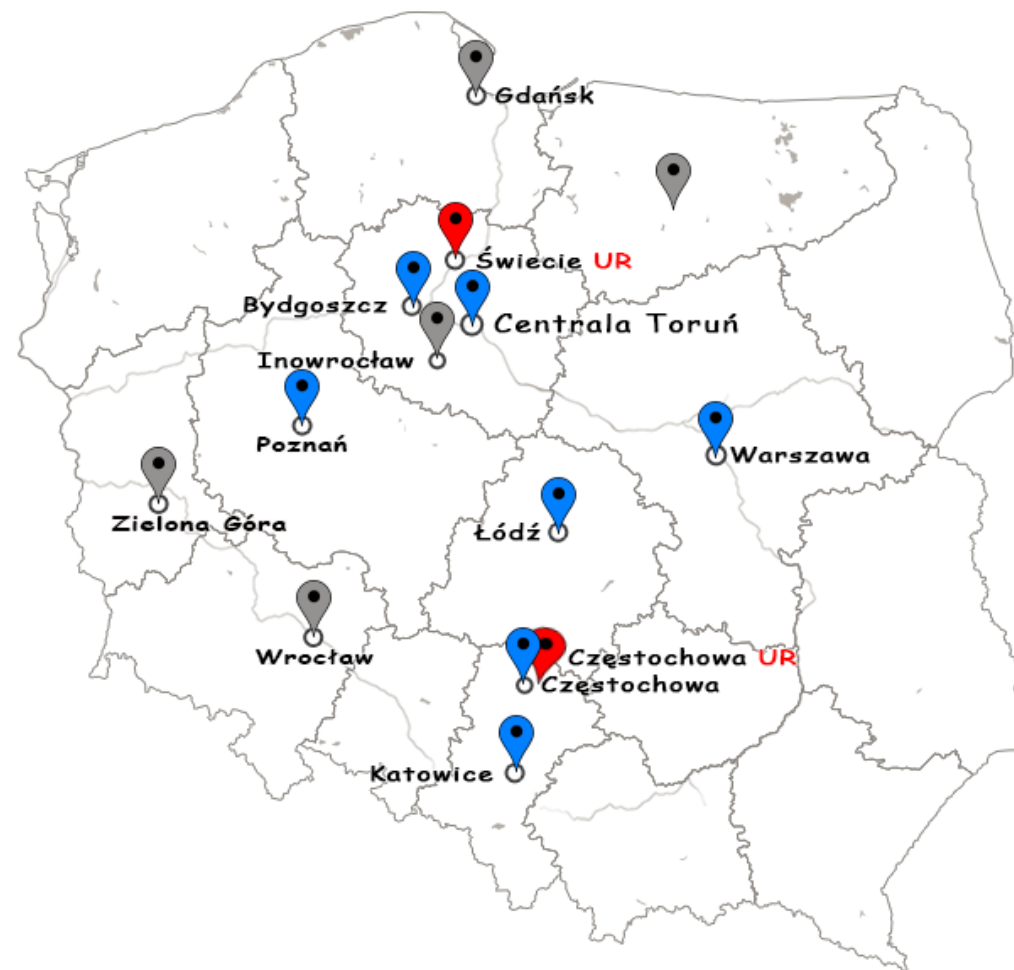 Gdańsk
Świecie UR
Bydgoszcz
Centrala Toruń
Inowrocław
Poznań
Warszawa
Zielona Góra
Łódź
Wrocław
Częstochowa UR
Częstochowa
Katowice